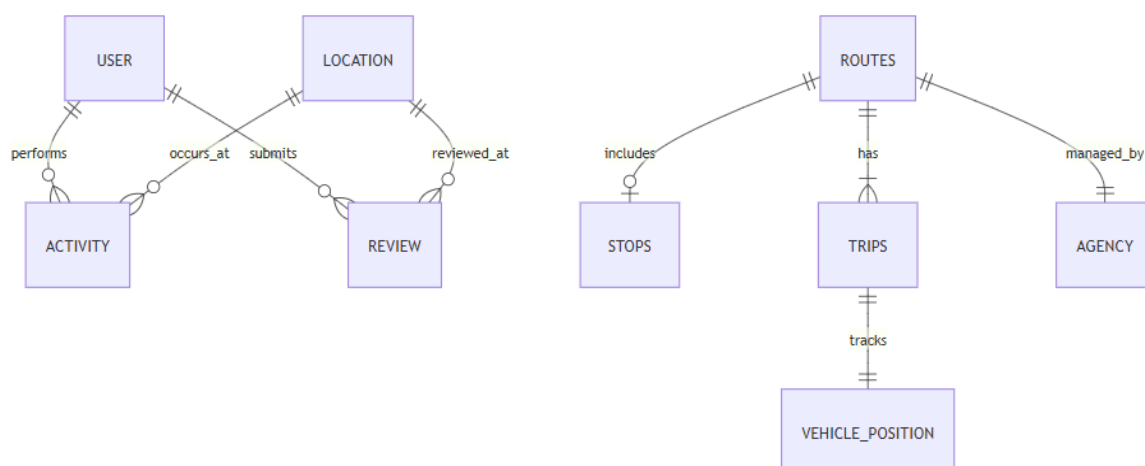 USER
LOCATION
ROUTES
performs
occurs_at
submits
reviewed_at
includes
has
managed_by
ACTIVITY
REVIEW
STOPS
TRIPS
AGENCY
tracks
VEHICLE_POSITION